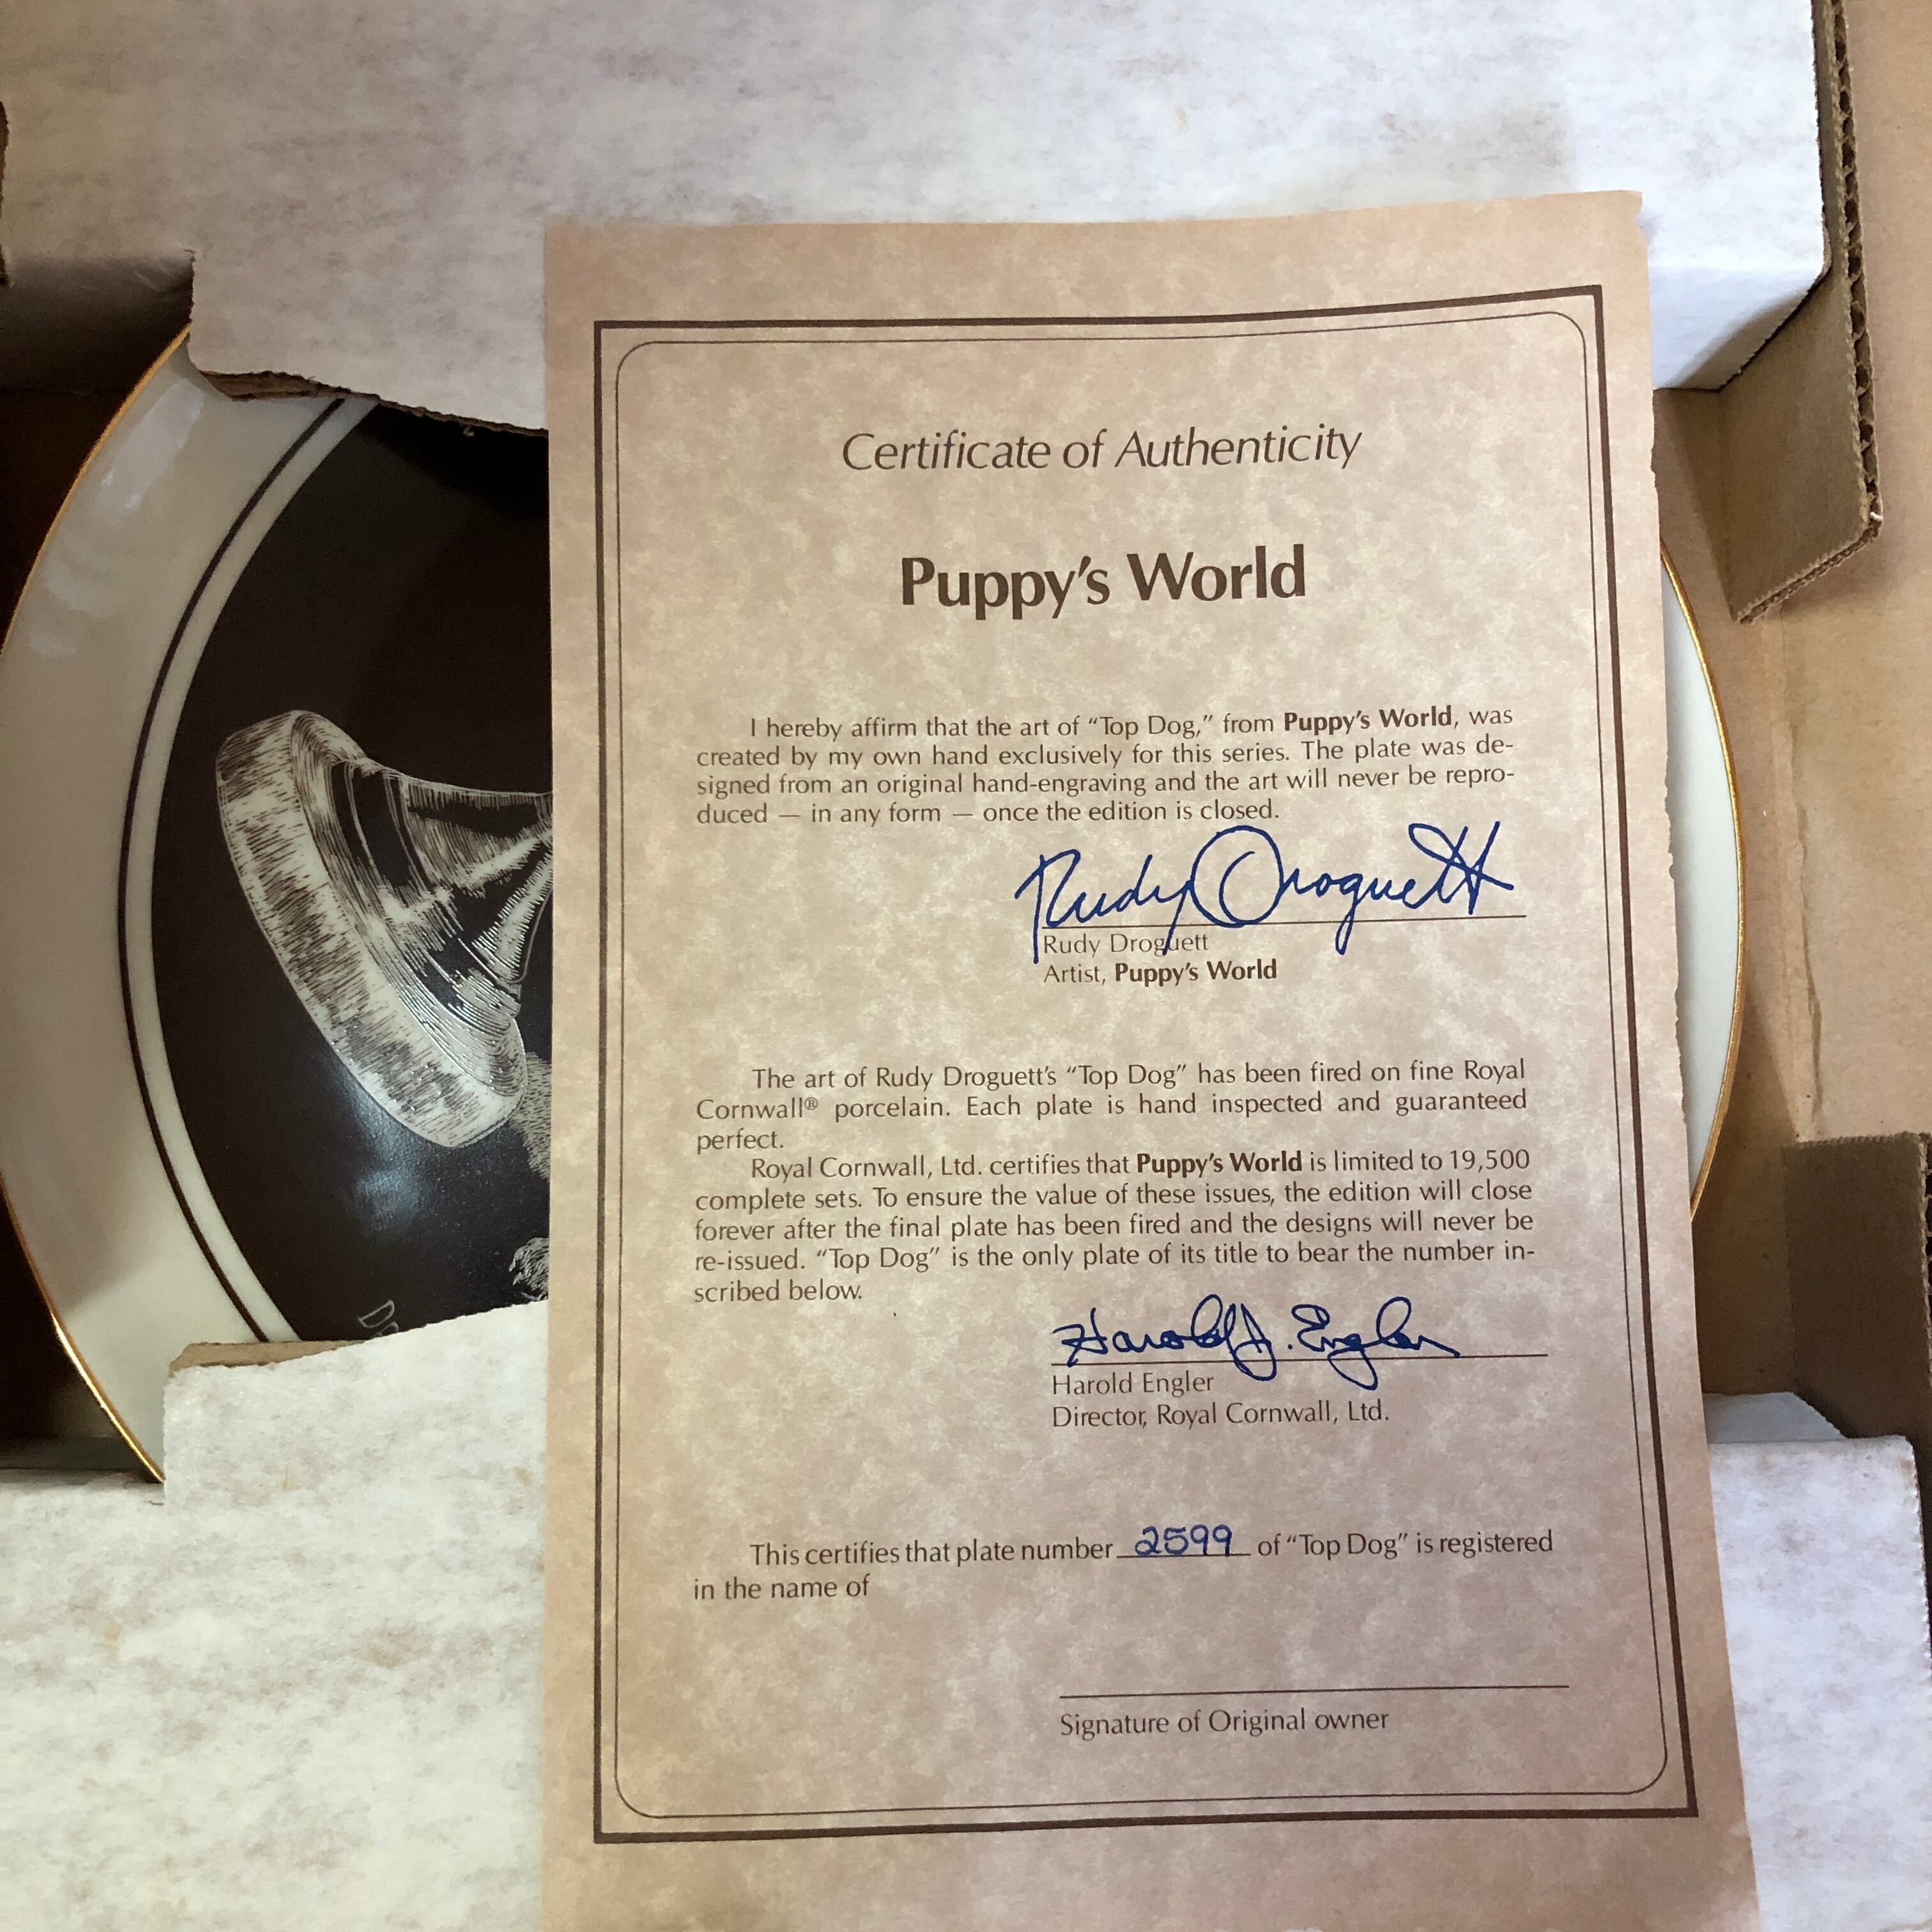 Certificate of Authenticity
Puppy's World
I hereby affirm that the art of “Top Dog,” from Puppy's World, was
created by my own hand exclusively for this series. The plate was de-
signed from an original hand-engraving and the art will never be repro-
duced — in any form — once the edition is closed.
Rudy Droguett
Rudy Droguett
Artist, Puppy's World
The art of Rudy Droguett's “Top Dog” has been fired on fine Royal
Cornwall® porcelain. Each plate is hand inspected and guaranteed
perfect.
Royal Cornwall, Ltd. certifies that Puppy's World is limited to 19,500
complete sets. To ensure the value of these issues, the edition will close
forever after the final plate has been fired and the designs will never be
re-issued. “Top Dog” is the only plate of its title to bear the number in-
scribed below.
Harold J. Engler
Harold Engler
Director, Royal Cornwall, Ltd.
This certifies that plate number 2599 of “Top Dog” is registered
in the name of
Signature of Original owner